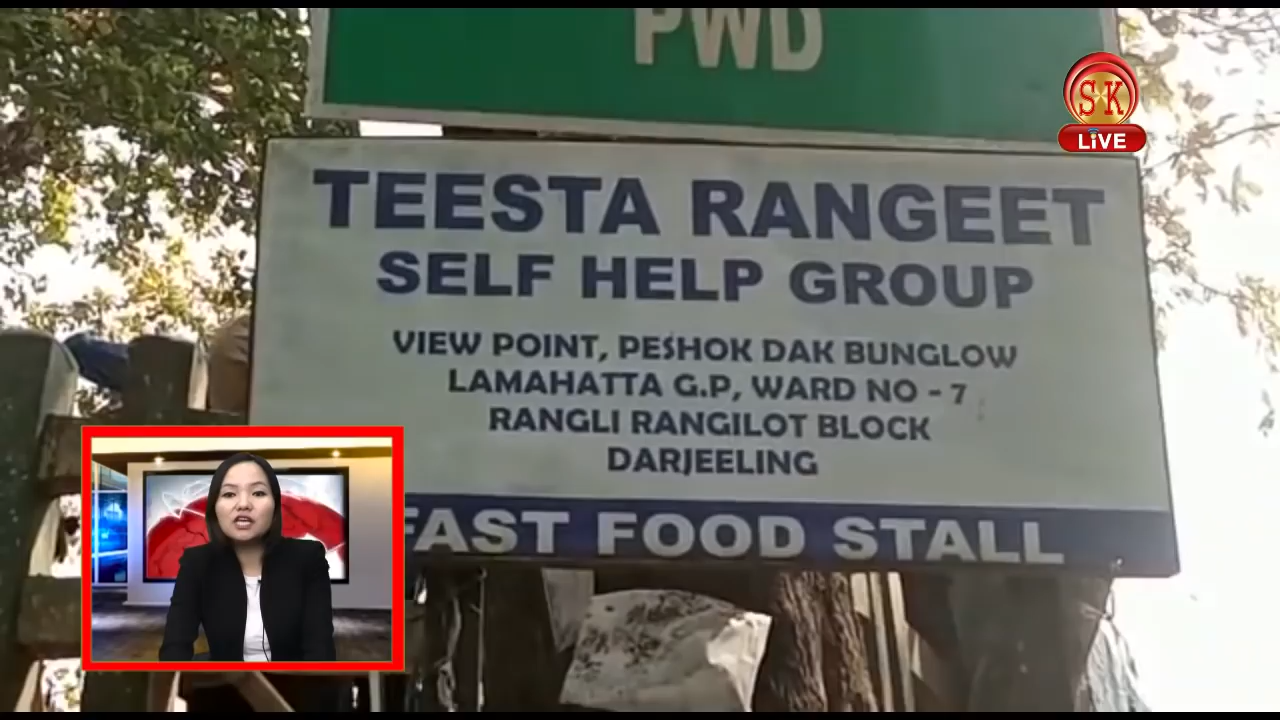 PWD
SK
LiVE
TEESTA RANGEET
SELF HELP GROUP
VIEW POINT, PESHOK DAK BUNGLOW
LAMAHATTA G.P, WARD NO - 7
RANGLI RANGILOT BLOCK
DARJEELING
FAST FOOD STALL